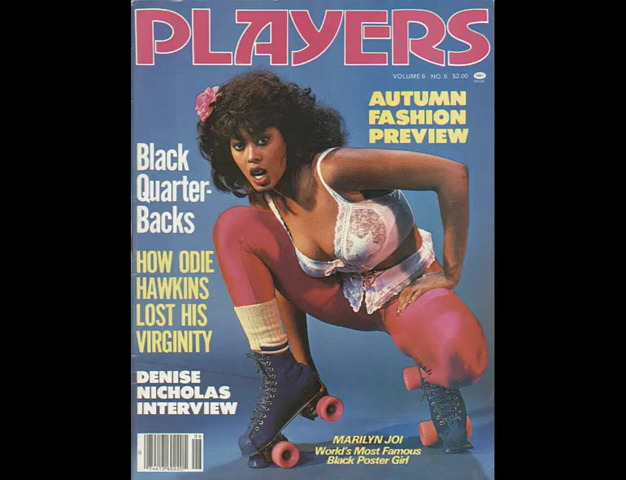 PLAYERS
VOLUME 6 NO. 6 $2.00
AUTUMN
FASHION
PREVIEW
Black
Quarter-
Backs
HOW ODIE
HAWKINS
LOST HIS
VIRGINITY
DENISE
NICHOLAS
INTERVIEW
MARILYN JOI
World's Most Famous
Black Poster Girl